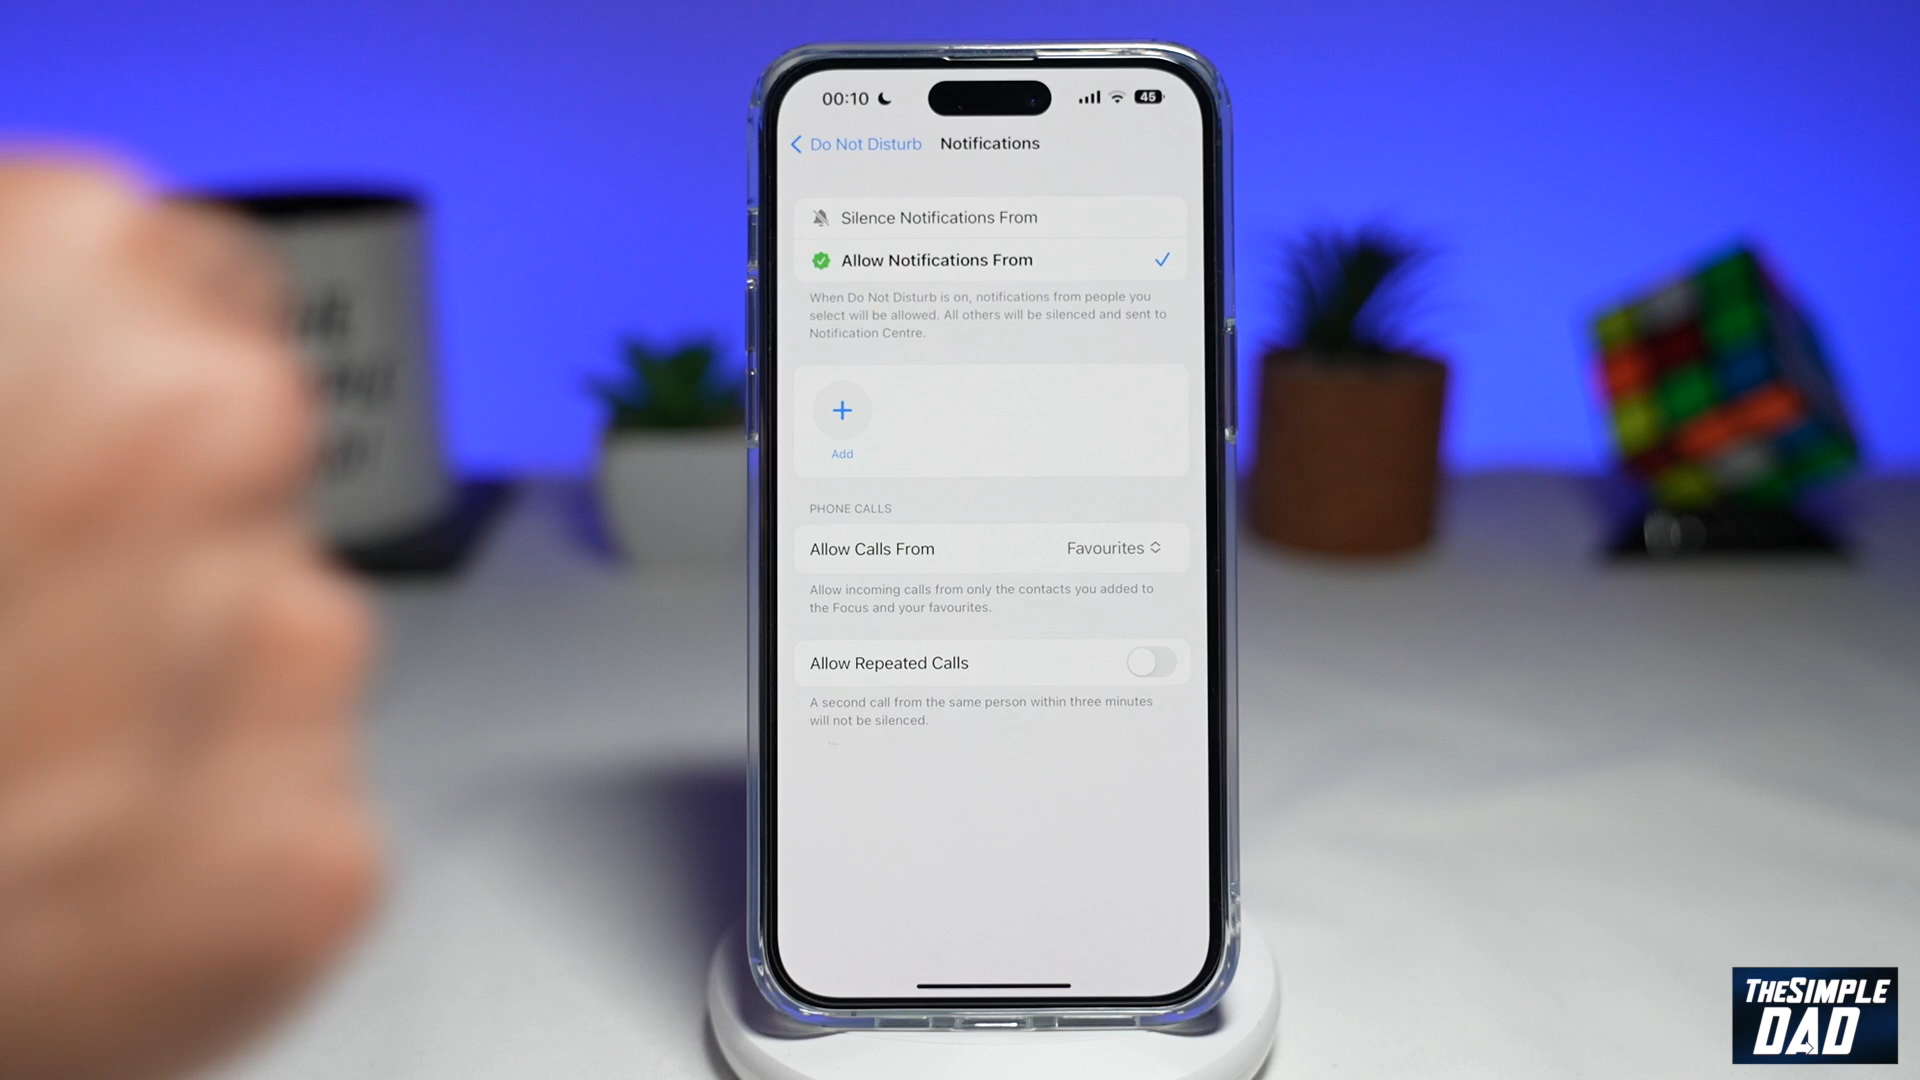 00:10
45
Do Not Disturb Notifications
Silence Notifications From
Allow Notifications From
When Do Not Disturb is on, notifications from people you
select will be allowed. All others will be silenced and sent to
Notification Centre.
Add
PHONE CALLS
Allow Calls From Favourites
Allow incoming calls from only the contacts you added to
the Focus and your favourites.
Allow Repeated Calls
A second call from the same person within three minutes
will not be silenced.
THESIMPLE
DAD